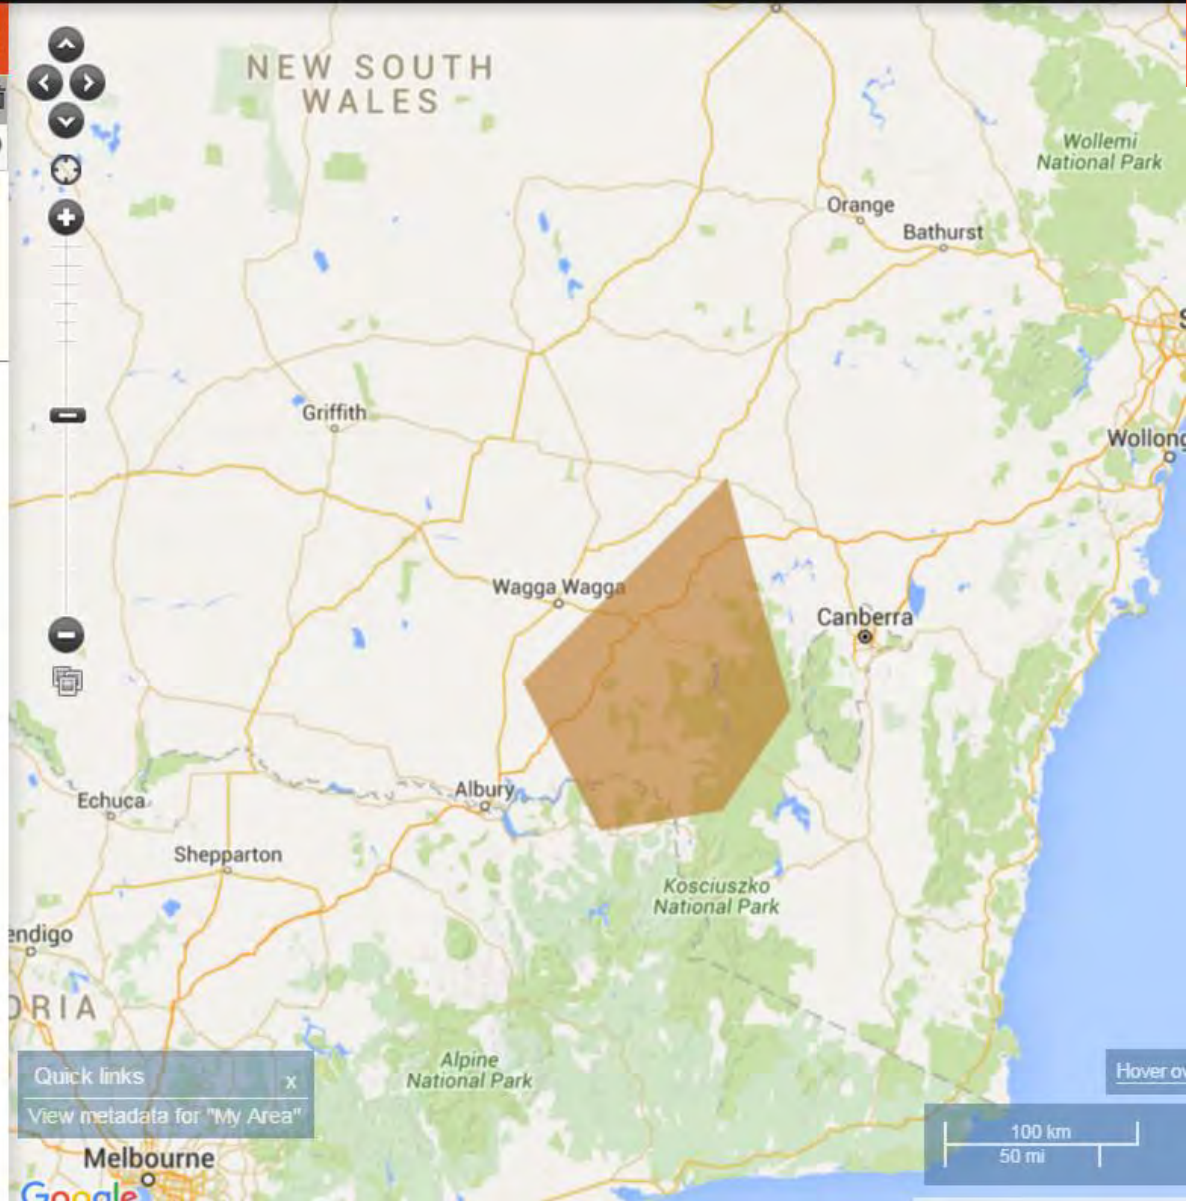 NEW SOUTH
WALES
Wollemi
National Park
Orange
Bathurst
Griffith
Wollong
Wagga Wagga
Canberra
Albury
Echuca
Shepparton
Kosciuszko
National Park
endigo
ORIA
Alpine
National Park
Quick links x
View metadata for "My Area"
Hover ov
100 km
50 mi
Melbourne
Google